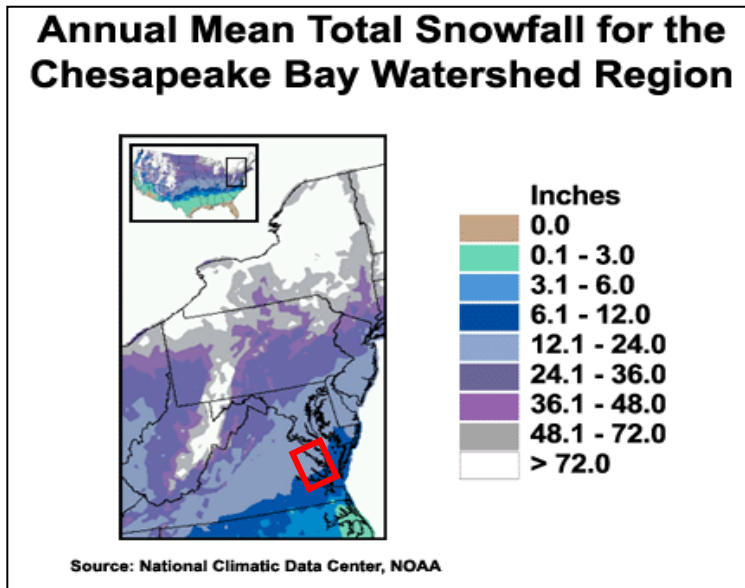 Annual Mean Total Snowfall for the
Chesapeake Bay Watershed Region
Inches
0.0
0.1 - 3.0
3.1 - 6.0
6.1 - 12.0
12.1 - 24.0
24.1 - 36.0
36.1 - 48.0
48.1 - 72.0
> 72.0
Source: National Climatic Data Center, NOAA